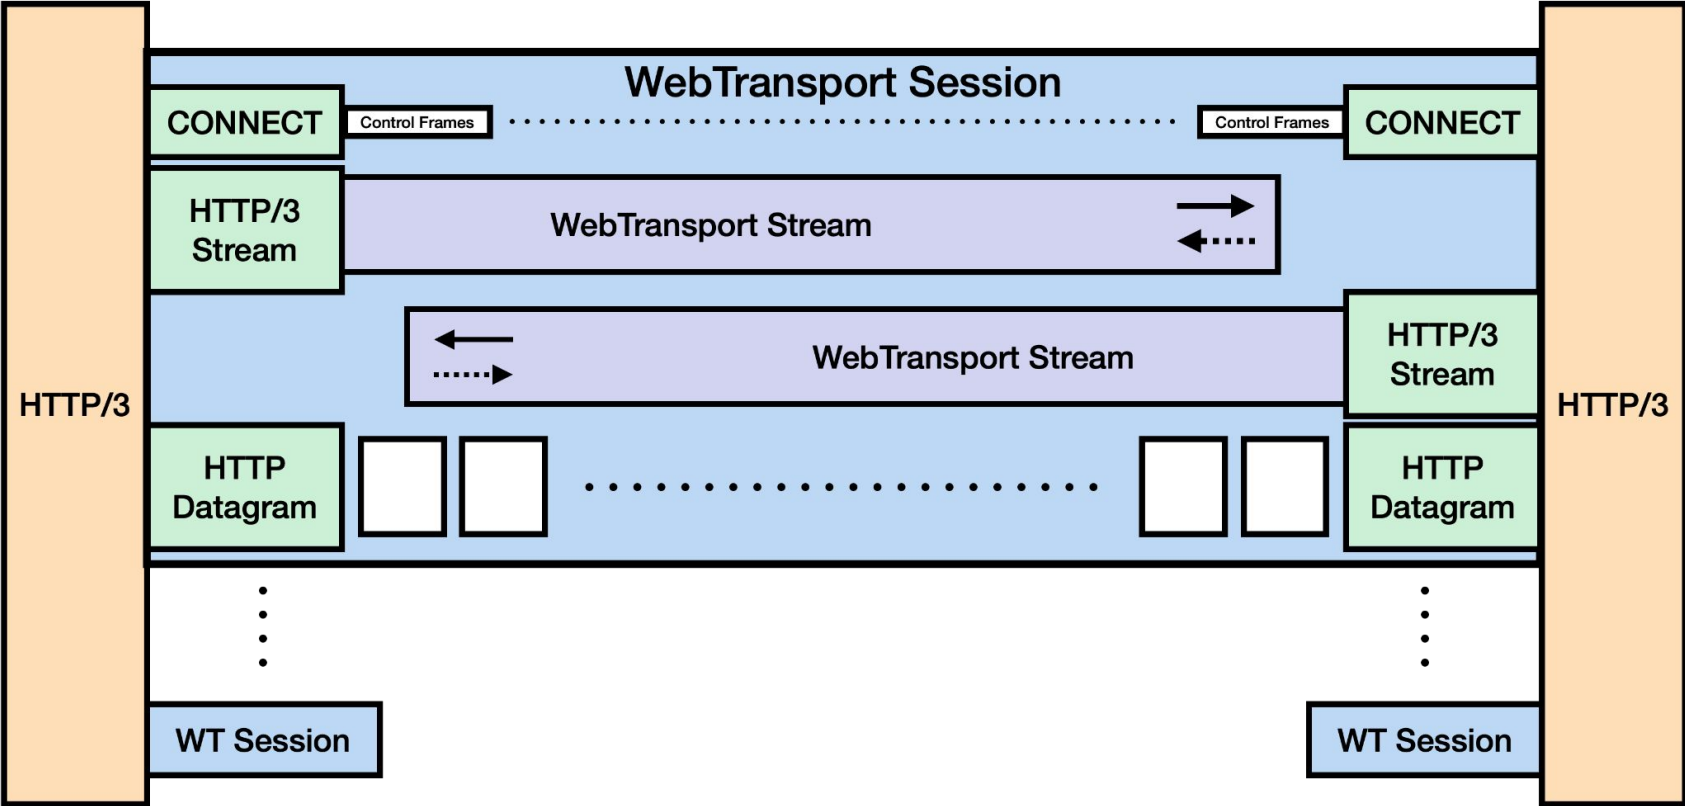 WebTransport Session
CONNECT
Control Frames
Control Frames
CONNECT
HTTP/3
Stream
WebTransport Stream
WebTransport Stream
HTTP/3
Stream
HTTP/3
HTTP/3
HTTP
Datagram
HTTP
Datagram
WT Session
WT Session